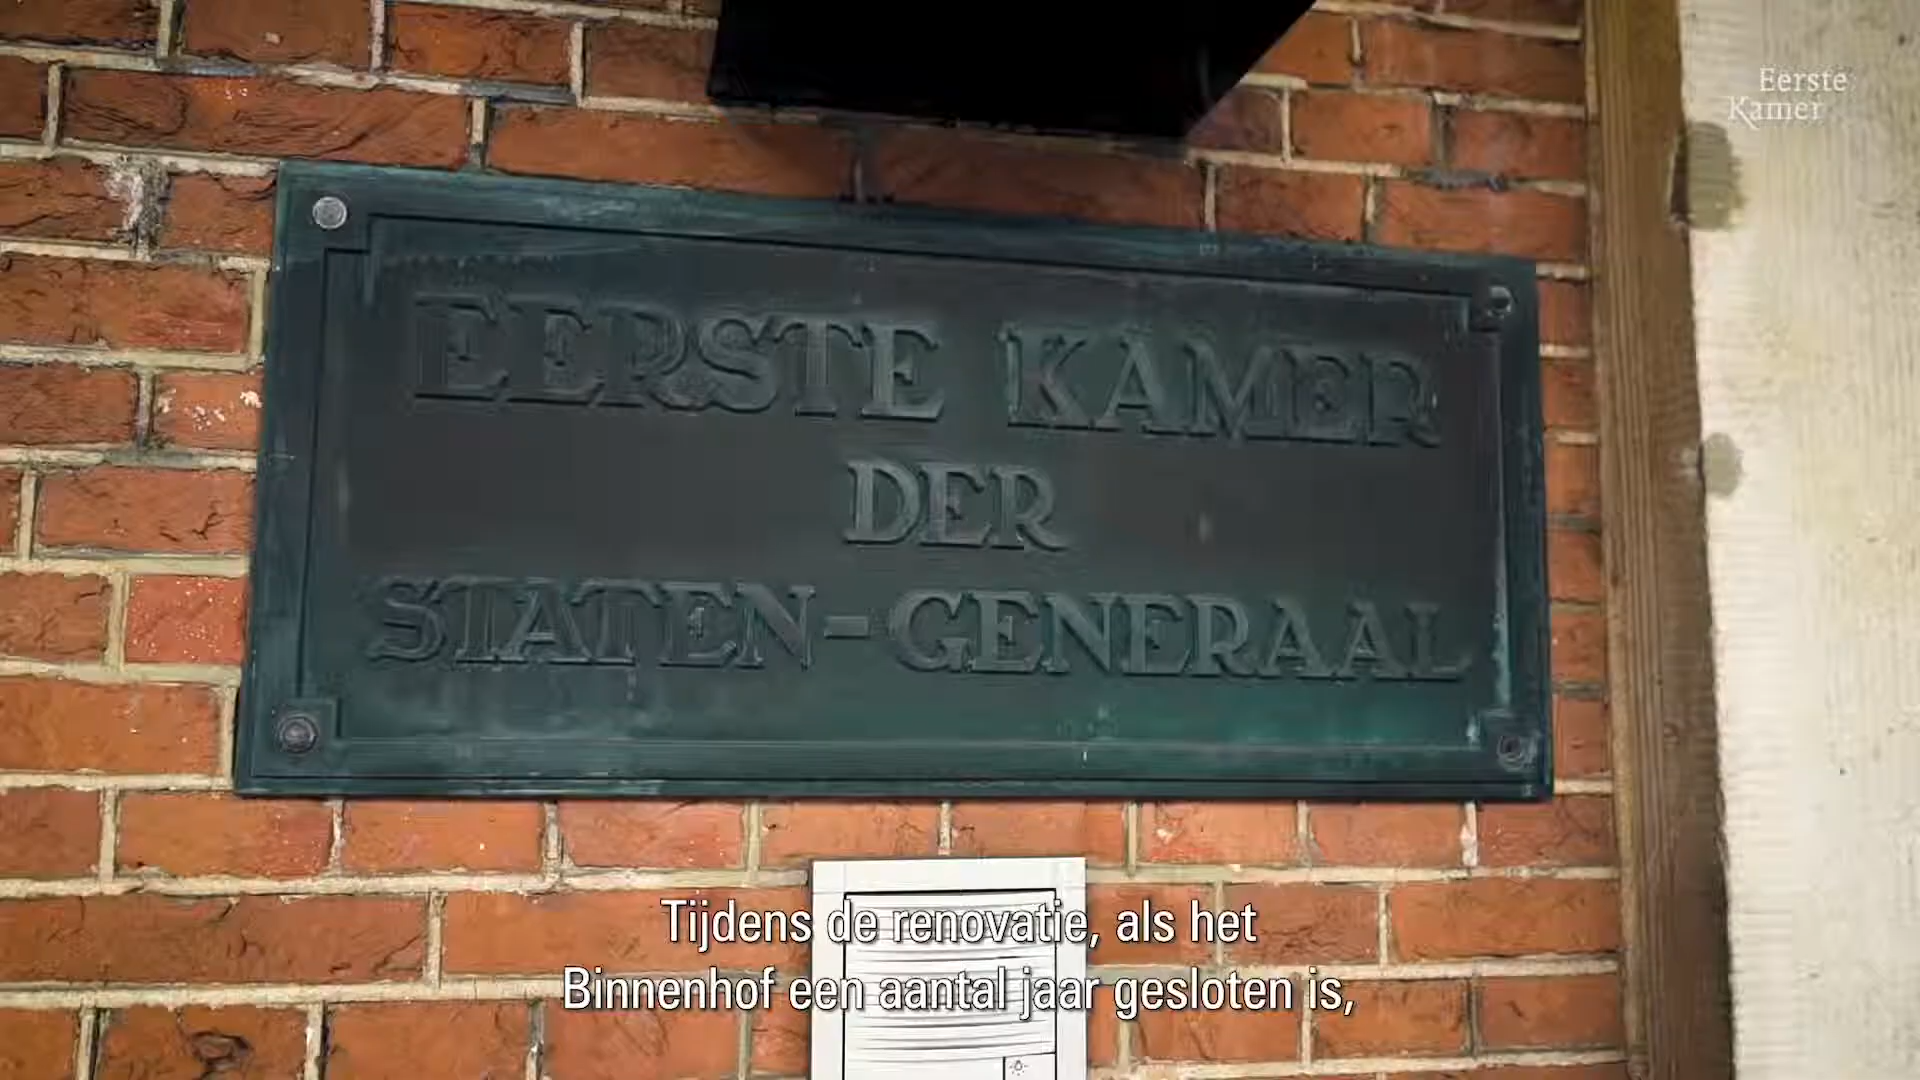 Eerste
Kamer
EERSTE KAMER
DER
STATEN-GENERAAL
Tijdens de renovatie, als het
Binnenhof een aantal jaar gesloten is,